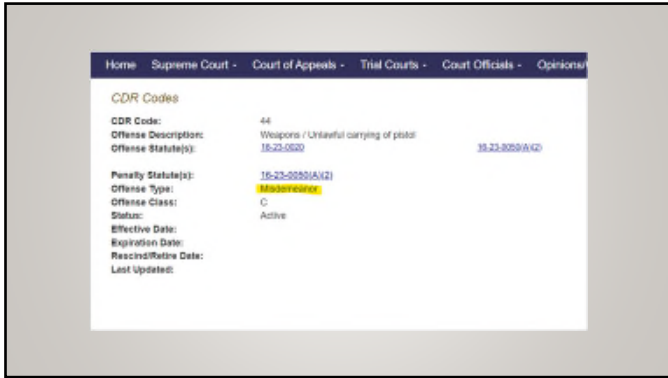 Home Supreme Court - Court of Appeals - Trial Courts - Court Officials - Opinions/
CDR Codes
CDR Code: 44
Offense Description: Weapons / Unlawful carrying of pistol
Offense Statute(s): 16-23-0020 16-23-0050(A)(2)
Penalty Statute(s): 16-23-0050(A)(2)
Offense Type: Misdemeanor
Offense Class: C
Status: Active
Effective Date:
Expiration Date:
Rescind/Retire Date:
Last Updated: